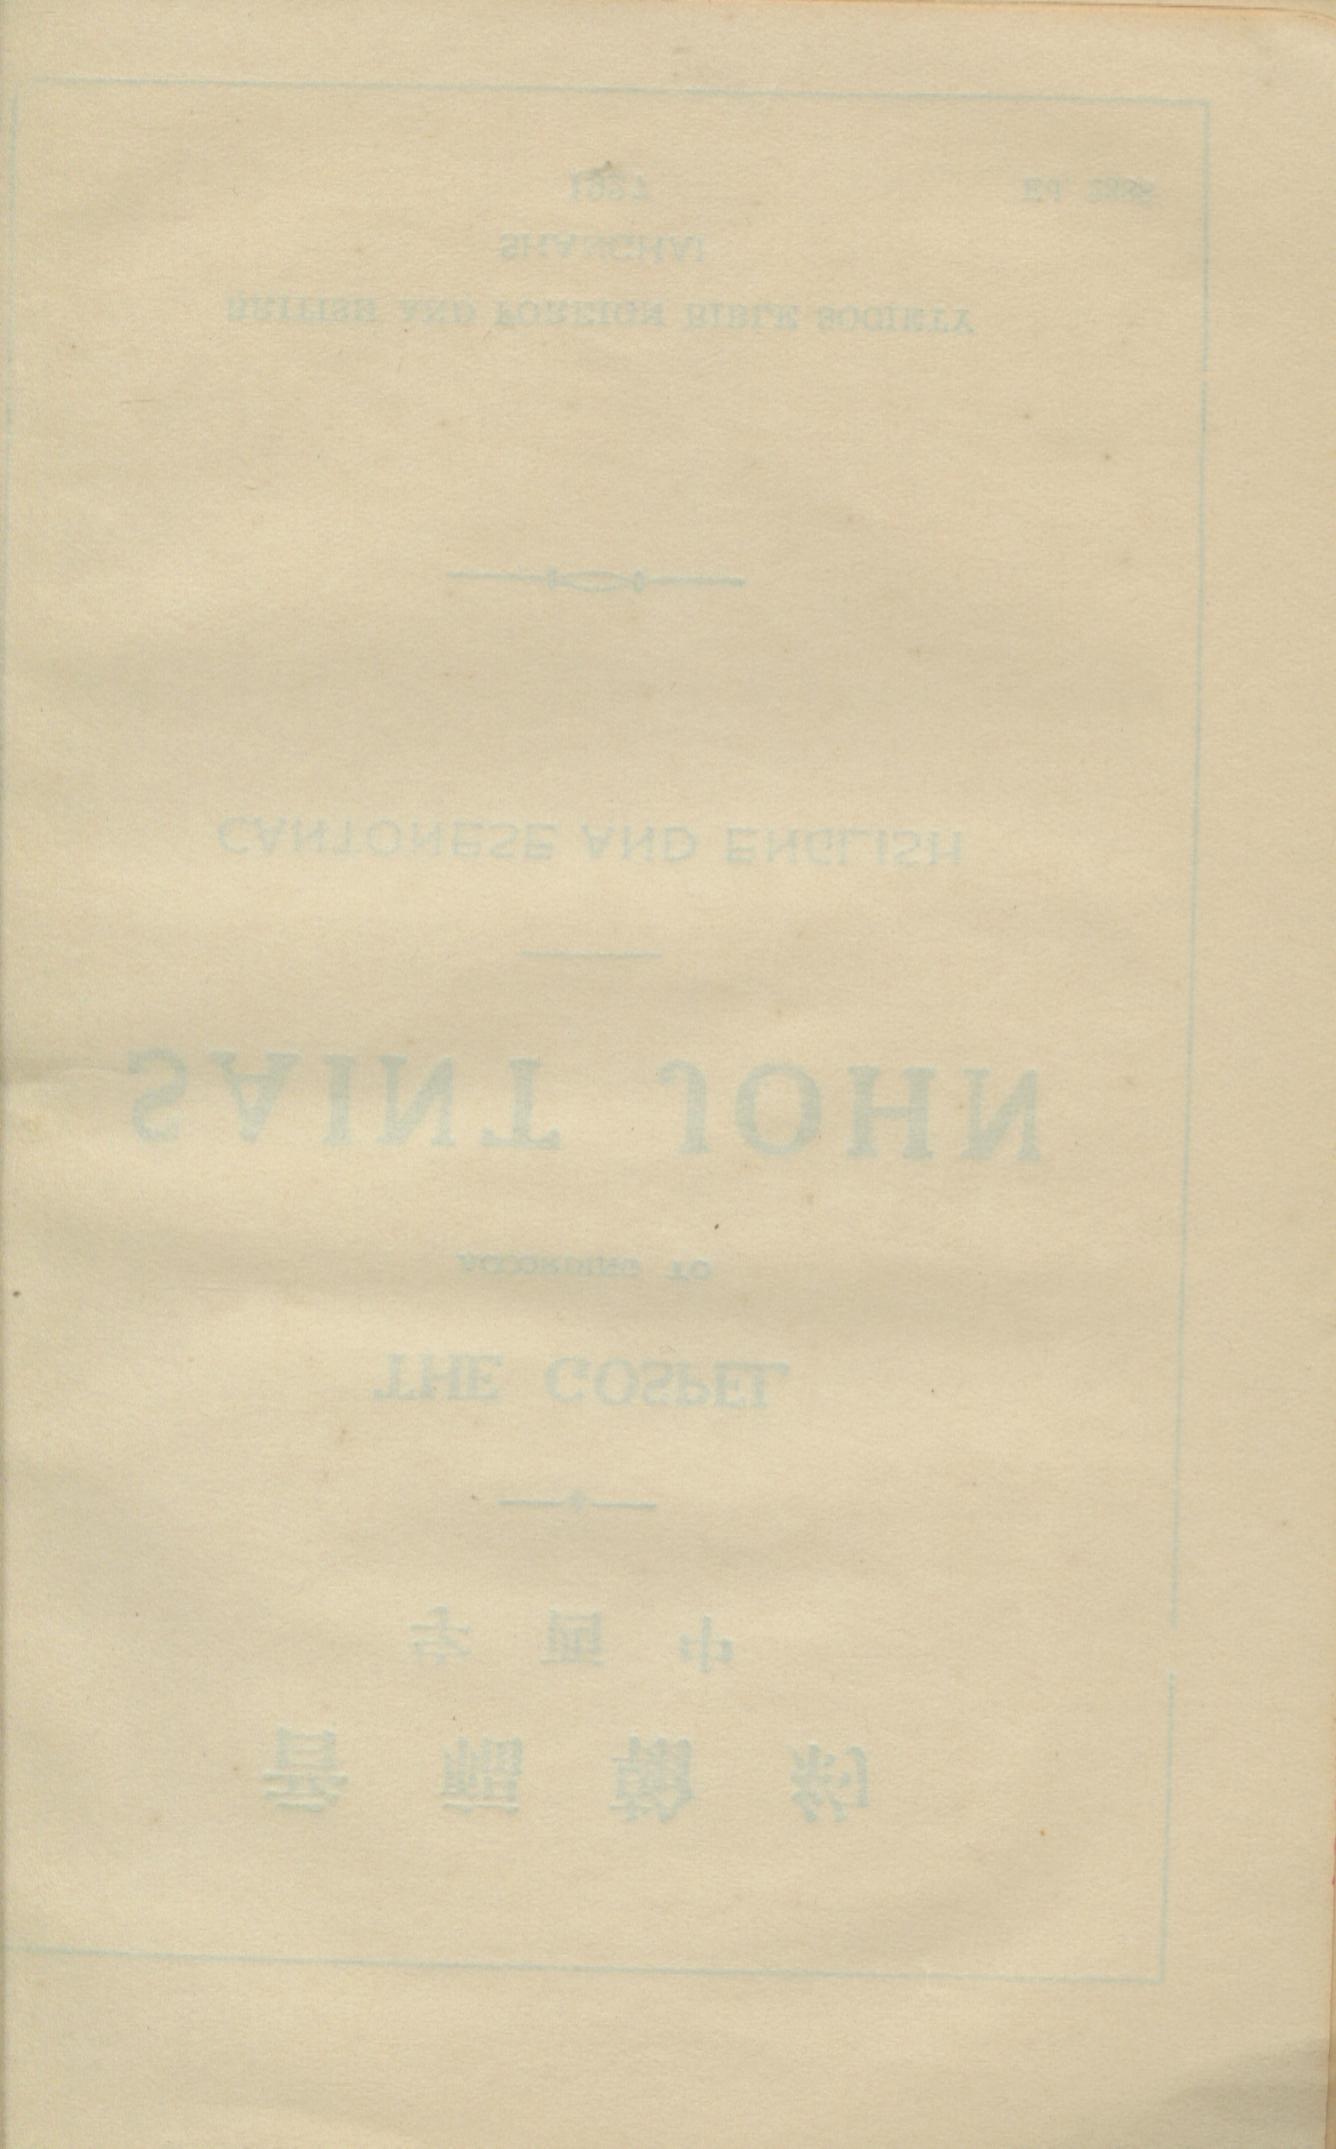 約翰福音
中西字
THE GOSPEL
ACCORDING TO
SAINT JOHN
CANTONESE AND ENGLISH
BRITISH AND FOREIGN BIBLE SOCIETY
SHANGHAI
Ed.